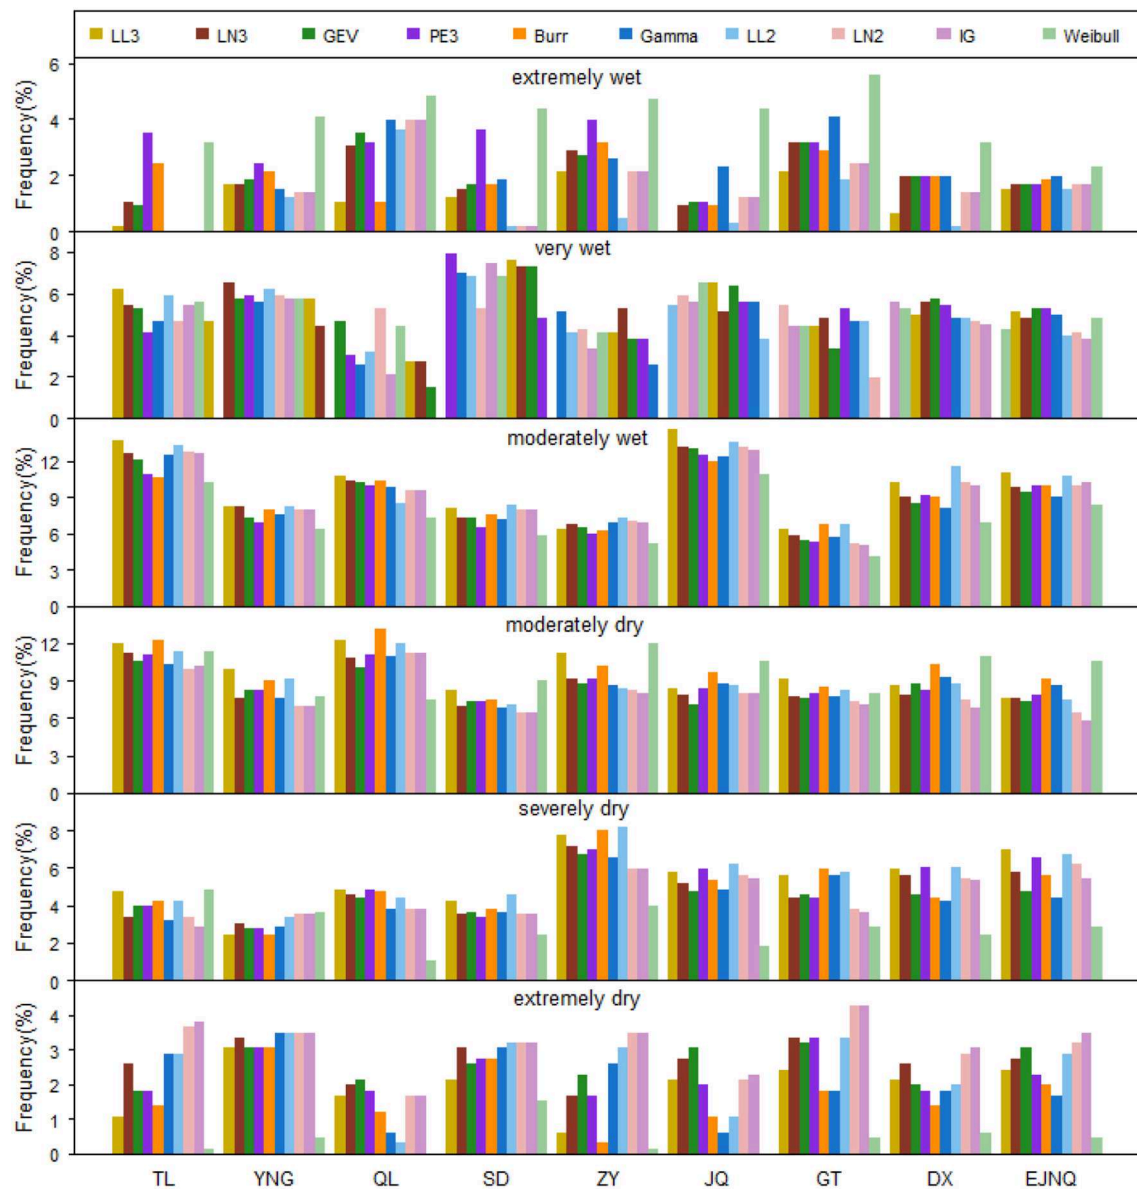 LL3 LN3 GEV PE3 Burr Gamma LL2 LN2 IG Weibull
extremely wet
Frequency(%)
6
4
2
0
very wet
Frequency(%)
8
6
4
2
0
moderately wet
Frequency(%)
12
9
6
3
0
moderately dry
Frequency(%)
12
9
6
3
0
severely dry
Frequency(%)
8
6
4
2
0
extremely dry
Frequency(%)
4
3
2
1
0
TL YNG QL SD ZY JQ GT DX EJNQ